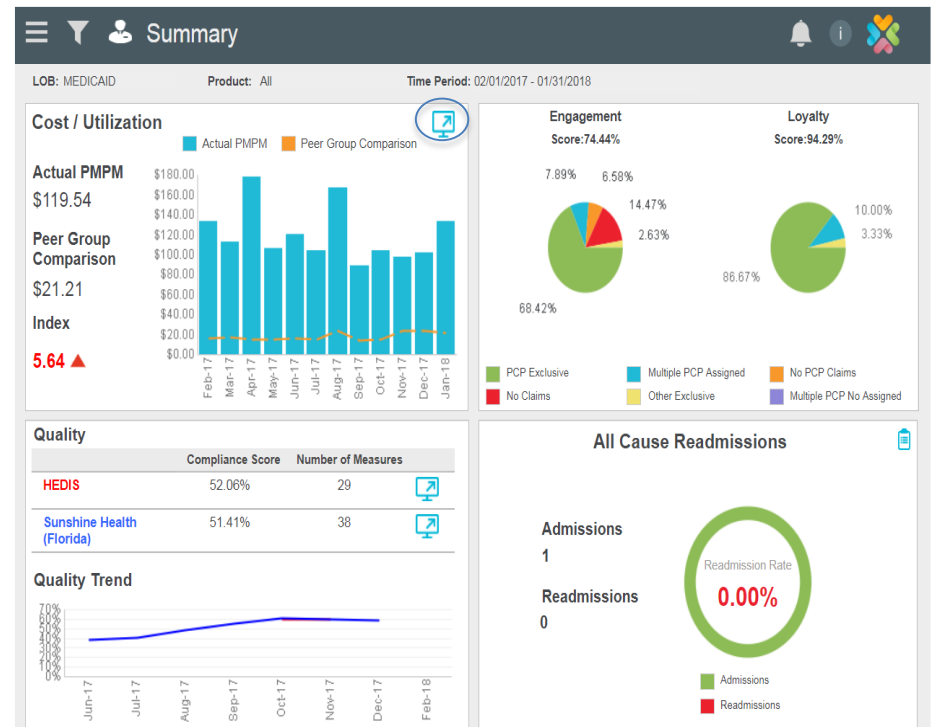 Summary
i
LOB: MEDICAID Product: All Time Period: 02/01/2017 - 01/31/2018
Cost / Utilization
Actual PMPM Peer Group Comparison
Actual PMPM
$119.54
Peer Group
Comparison
$21.21
Index
5.64
$180.00
$160.00
$140.00
$120.00
$100.00
$80.00
$60.00
$40.00
$20.00
$0.00
Feb-17 Mar-17 Apr-17 May-17 Jun-17 Jul-17 Aug-17 Sep-17 Oct-17 Nov-17 Dec-17 Jan-18
Engagement
Score:74.44%
7.89% 6.58%
14.47%
2.63%
68.42%
Loyalty
Score:94.29%
10.00%
3.33%
86.67%
PCP Exclusive Multiple PCP Assigned No PCP Claims
No Claims Other Exclusive Multiple PCP No Assigned
Quality
Compliance Score Number of Measures
HEDIS 52.06% 29
Sunshine Health 51.41% 38
(Florida)
Quality Trend
70%
60%
50%
40%
30%
20%
10%
0%
Jun-17 Jul-17 Aug-17 Sep-17 Oct-17 Nov-17 Dec-17 Feb-18
All Cause Readmissions
Admissions
1
Readmissions
0
Readmission Rate
0.00%
Admissions
Readmissions